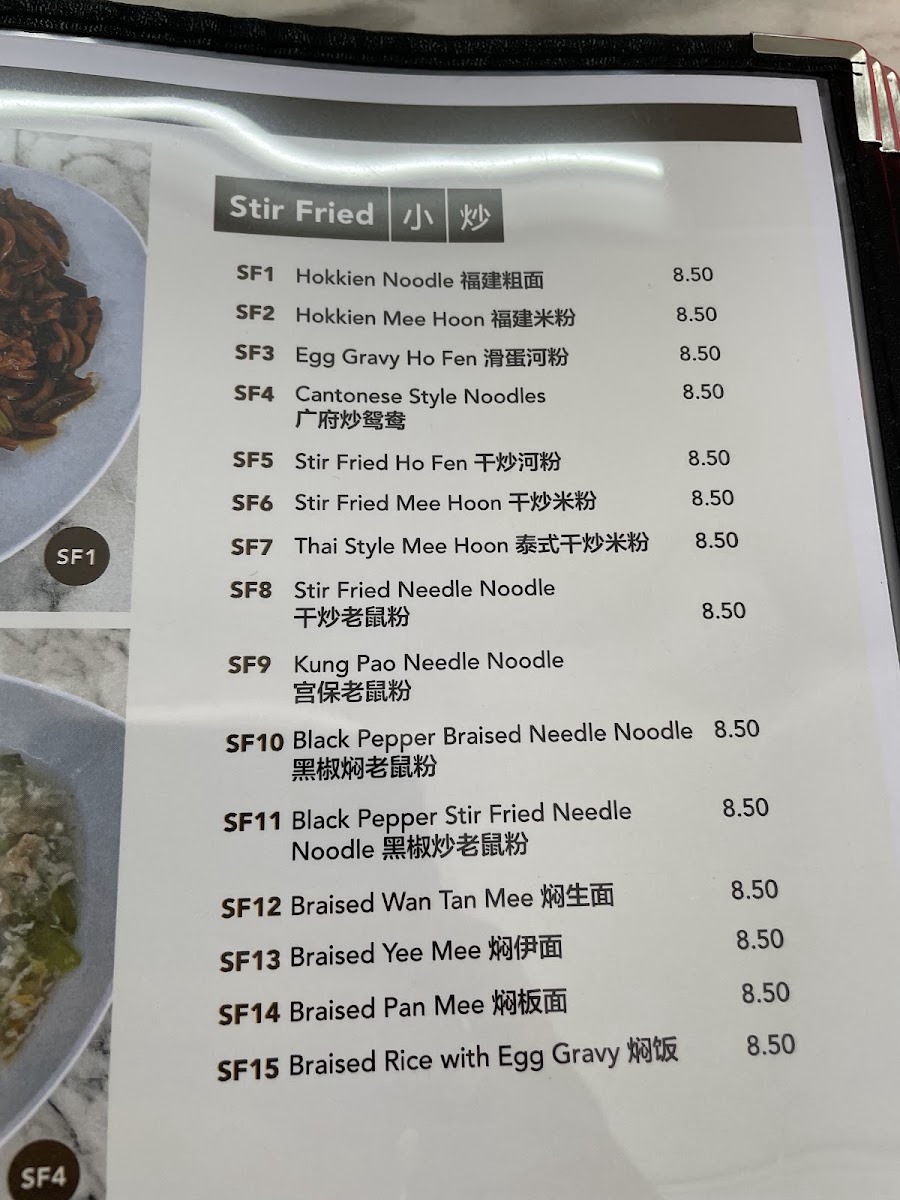 Stir Fried 小 炒
SF1 Hokkien Noodle 福建粗面 8.50
SF2 Hokkien Mee Hoon 福建米粉 8.50
SF3 Egg Gravy Ho Fen 滑蛋河粉 8.50
SF4 Cantonese Style Noodles 8.50
广府炒鸳鸯
SF5 Stir Fried Ho Fen 干炒河粉 8.50
SF6 Stir Fried Mee Hoon 干炒米粉 8.50
SF7 Thai Style Mee Hoon 泰式干炒米粉 8.50
SF8 Stir Fried Needle Noodle
干炒老鼠粉 8.50
SF9 Kung Pao Needle Noodle
宫保老鼠粉
SF10 Black Pepper Braised Needle Noodle 8.50
黑椒焖老鼠粉
SF11 Black Pepper Stir Fried Needle 8.50
Noodle 黑椒炒老鼠粉
SF12 Braised Wan Tan Mee 焖生面 8.50
SF13 Braised Yee Mee 焖伊面 8.50
SF14 Braised Pan Mee 焖板面 8.50
SF15 Braised Rice with Egg Gravy 焖饭 8.50
SF1
SF4